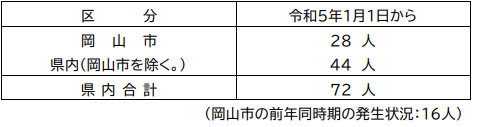 区 分 令和5年1月1日から
岡 山 市 28 人
県内(岡山市を除く。) 44 人
県 内 合 計 72 人
(岡山市の前年同時期の発生状況:16人)